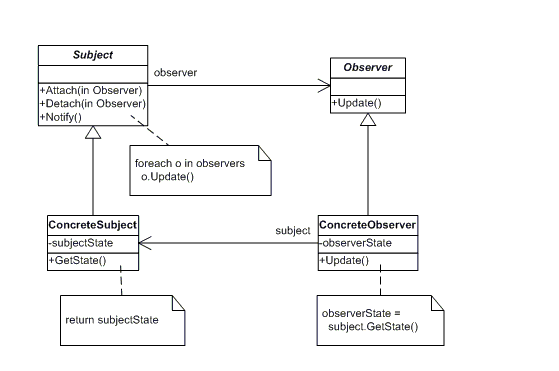 Subject
observer
Observer
+Attach(in Observer)
+Detach(in Observer)
+Notify()
+Update()
foreach o in observers
o.Update()
ConcreteSubject
-subjectState
+GetState()
subject
ConcreteObserver
-observerState
+Update()
return subjectState
observerState =
subject.GetState()